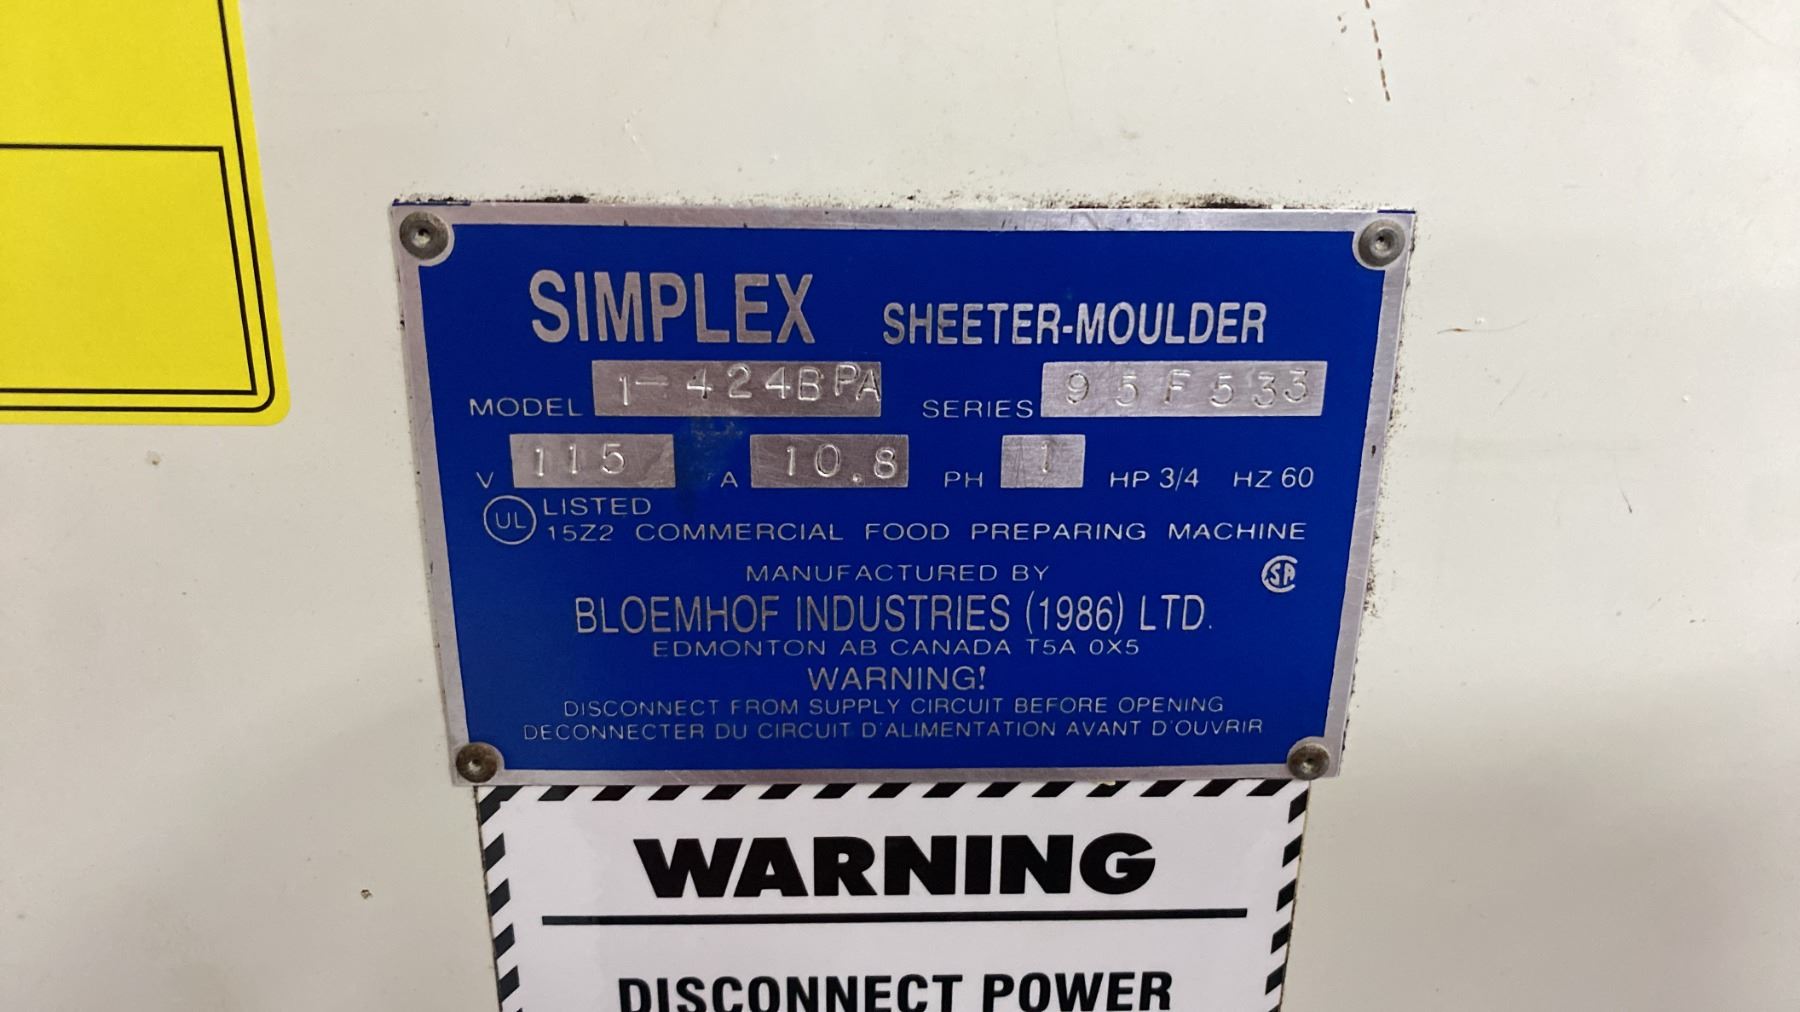 SIMPLEX SHEETER-MOULDER
MODEL 1-424BPA SERIES 95F533
V 115 A 10.8 PH 1 HP 3/4 HZ 60
UL LISTED
15Z2 COMMERCIAL FOOD PREPARING MACHINE
MANUFACTURED BY SA
BLOEMHOF INDUSTRIES (1986) LTD.
EDMONTON AB CANADA T5A 0X5
WARNING!
DISCONNECT FROM SUPPLY CIRCUIT BEFORE OPENING
DECONNECTER DU CIRCUIT D'ALIMENTATION AVANT D'OUVRIR
WARNING
DISCONNECT POWER